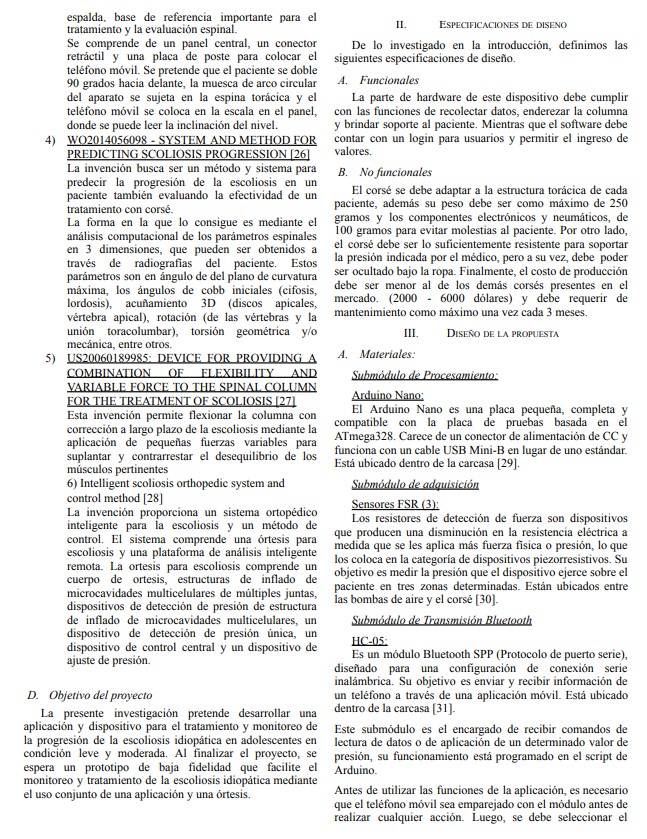 espalda, base de referencia importante para el
tratamiento y la evaluación espinal.
Se comprende de un panel central, un conector
retráctil y una placa de poste para colocar el
teléfono móvil. Se pretende que el paciente se doble
90 grados hacia delante, la muesca de arco circular
del aparato se sujeta en la espina torácica y el
teléfono móvil se coloca en la escala en el panel,
donde se puede leer la inclinación del nivel.
4) WO2014056098 - SYSTEM AND METHOD FOR
PREDICTING SCOLIOSIS PROGRESSION [26]
La invención busca ser un método y sistema para
predecir la progresión de la escoliosis en un
paciente también evaluando la efectividad de un
tratamiento con corsé.
La forma en la que lo consigue es mediante el
análisis computacional de los parámetros espinales
en 3 dimensiones, que pueden ser obtenidos a
través de radiografías del paciente. Estos
parámetros son en ángulo de del plano de curvatura
máxima, los ángulos de cobb iniciales (cifosis,
lordosis), acuñamiento 3D (discos apicales,
vértebra apical), rotación (de las vértebras y la
unión toracolumbar), torsión geométrica y/o
mecánica, entre otros.
5) US20060189985: DEVICE FOR PROVIDING A
COMBINATION OF FLEXIBILITY AND
VARIABLE FORCE TO THE SPINAL COLUMN
FOR THE TREATMENT OF SCOLIOSIS [27]
Esta invención permite flexionar la columna con
corrección a largo plazo de la escoliosis mediante la
aplicación de pequeñas fuerzas variables para
suplantar y contrarrestar el desequilibrio de los
músculos pertinentes
6) Intelligent scoliosis orthopedic system and
control method [28]
La invención proporciona un sistema ortopédico
inteligente para la escoliosis y un método de
control. El sistema comprende una órtesis para
escoliosis y una plataforma de análisis inteligente
remota. La ortesis para escoliosis comprende un
cuerpo de ortesis, estructuras de inflado de
microcavidades multicelulares de múltiples juntas,
dispositivos de detección de presión de estructura
de inflado de microcavidades multicelulares, un
dispositivo de detección de presión única, un
dispositivo de control central y un dispositivo de
ajuste de presión.
D. Objetivo del proyecto
La presente investigación pretende desarrollar una
aplicación y dispositivo para el tratamiento y monitoreo de
la progresión de la escoliosis idiopática en adolescentes en
condición leve y moderada. Al finalizar el proyecto, se
espera un prototipo de baja fidelidad que facilite el
monitoreo y tratamiento de la escoliosis idiopática mediante
el uso conjunto de una aplicación y una órtesis.
II. ESPECIFICACIONES DE DISENO
De lo investigado en la introducción, definimos las
siguientes especificaciones de diseño.
A. Funcionales
La parte de hardware de este dispositivo debe cumplir
con las funciones de recolectar datos, enderezar la columna
y brindar soporte al paciente. Mientras que el software debe
contar con un login para usuarios y permitir el ingreso de
valores.
B. No funcionales
El corsé se debe adaptar a la estructura torácica de cada
paciente, además su peso debe ser como máximo de 250
gramos y los componentes electrónicos y neumáticos, de
100 gramos para evitar molestias al paciente. Por otro lado,
el corsé debe ser lo suficientemente resistente para soportar
la presión indicada por el médico, pero a su vez, debe poder
ser ocultado bajo la ropa. Finalmente, el costo de producción
debe ser menor al de los demás corsés presentes en el
mercado. (2000 - 6000 dólares) y debe requerir de
mantenimiento como máximo una vez cada 3 meses.
III. DISEÑO DE LA PROPUESTA
A. Materiales:
Submódulo de Procesamiento:
Arduino Nano:
El Arduino Nano es una placa pequeña, completa y
compatible con la placa de pruebas basada en el
ATmega328. Carece de un conector de alimentación de CC y
funciona con un cable USB Mini-B en lugar de uno estándar.
Está ubicado dentro de la carcasa [29].
Submódulo de adquisición
Sensores FSR (3):
Los resistores de detección de fuerza son dispositivos
que producen una disminución en la resistencia eléctrica a
medida que se les aplica más fuerza física o presión, lo que
los coloca en la categoría de dispositivos piezorresistivos. Su
objetivo es medir la presión que el dispositivo ejerce sobre el
paciente en tres zonas determinadas. Están ubicados entre
las bombas de aire y el corsé [30].
Submódulo de Transmisión Bluetooth
HC-05:
Es un módulo Bluetooth SPP (Protocolo de puerto serie),
diseñado para una configuración de conexión serie
inalámbrica. Su objetivo es enviar y recibir información de
un teléfono a través de una aplicación móvil. Está ubicado
dentro de la carcasa [31].
Este submódulo es el encargado de recibir comandos de
lectura de datos o de aplicación de un determinado valor de
presión, su funcionamiento está programado en el script de
Arduino.
Antes de utilizar las funciones de la aplicación, es necesario
que el teléfono móvil sea emparejado con el módulo antes de
realizar cualquier acción. Luego, se debe seleccionar el